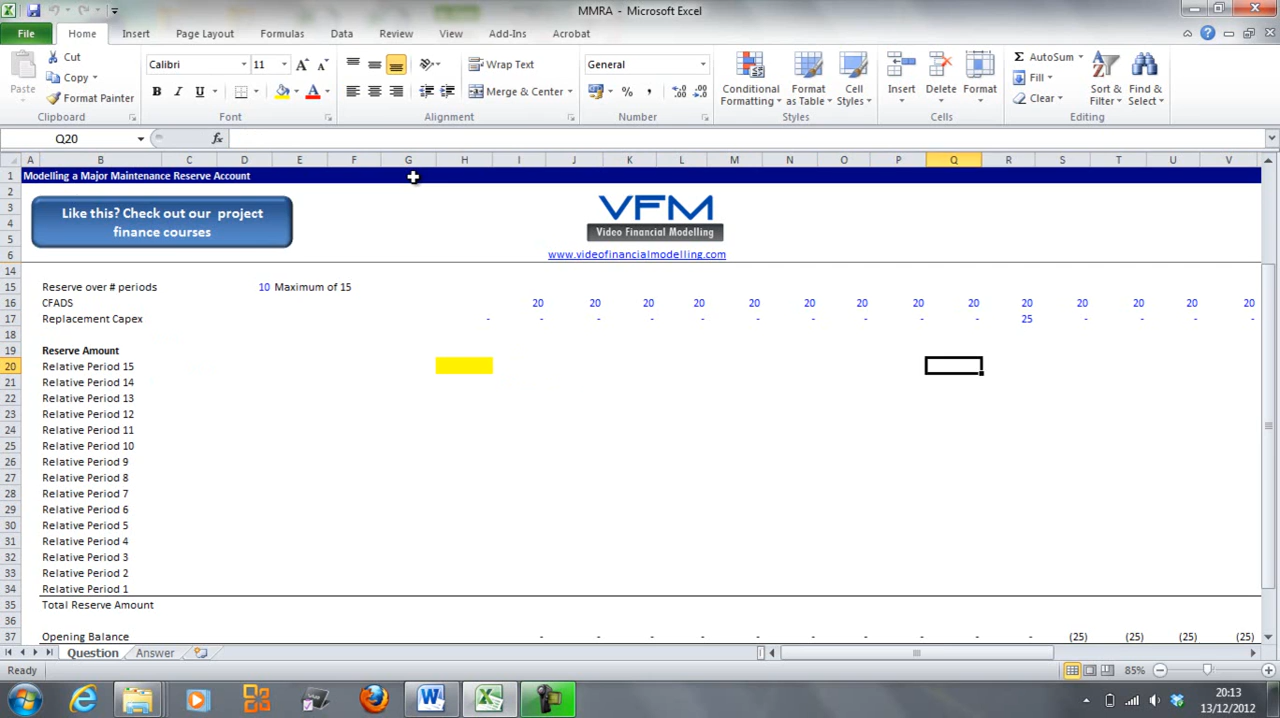 MMRA - Microsoft Excel
File Home Insert Page Layout Formulas Data Review View Add-Ins Acrobat
Paste
Cut
Copy
Format Painter
Clipboard
Calibri 11
B I U
Font
Wrap Text
Merge & Center
Alignment
General
Number
Conditional Formatting
Format as Table
Cell Styles
Styles
Insert Delete Format
Cells
AutoSum
Fill
Clear
Sort & Filter
Find & Select
Editing
Q20 fx
A B C D E F G H I J K L M N O P Q R S T U V
1 Modelling a Major Maintenance Reserve Account
2
3
4
5
6
Like this? Check out our project
finance courses
VFM
Video Financial Modelling
www.videofinancialmodelling.com
14
15 Reserve over # periods 10 Maximum of 15
16 CFADS 20 20 20 20 20 20 20 20 20 20 20 20 20 20
17 Replacement Capex - - - - - - - - - - 25 - - - -
18
19 Reserve Amount
20 Relative Period 15
21 Relative Period 14
22 Relative Period 13
23 Relative Period 12
24 Relative Period 11
25 Relative Period 10
26 Relative Period 9
27 Relative Period 8
28 Relative Period 7
29 Relative Period 6
30 Relative Period 5
31 Relative Period 4
32 Relative Period 3
33 Relative Period 2
34 Relative Period 1
35 Total Reserve Amount
36
37 Opening Balance - - - - - - - - - - (25) (25) (25) (25)
Question Answer
Ready 85%
20:13
13/12/2012